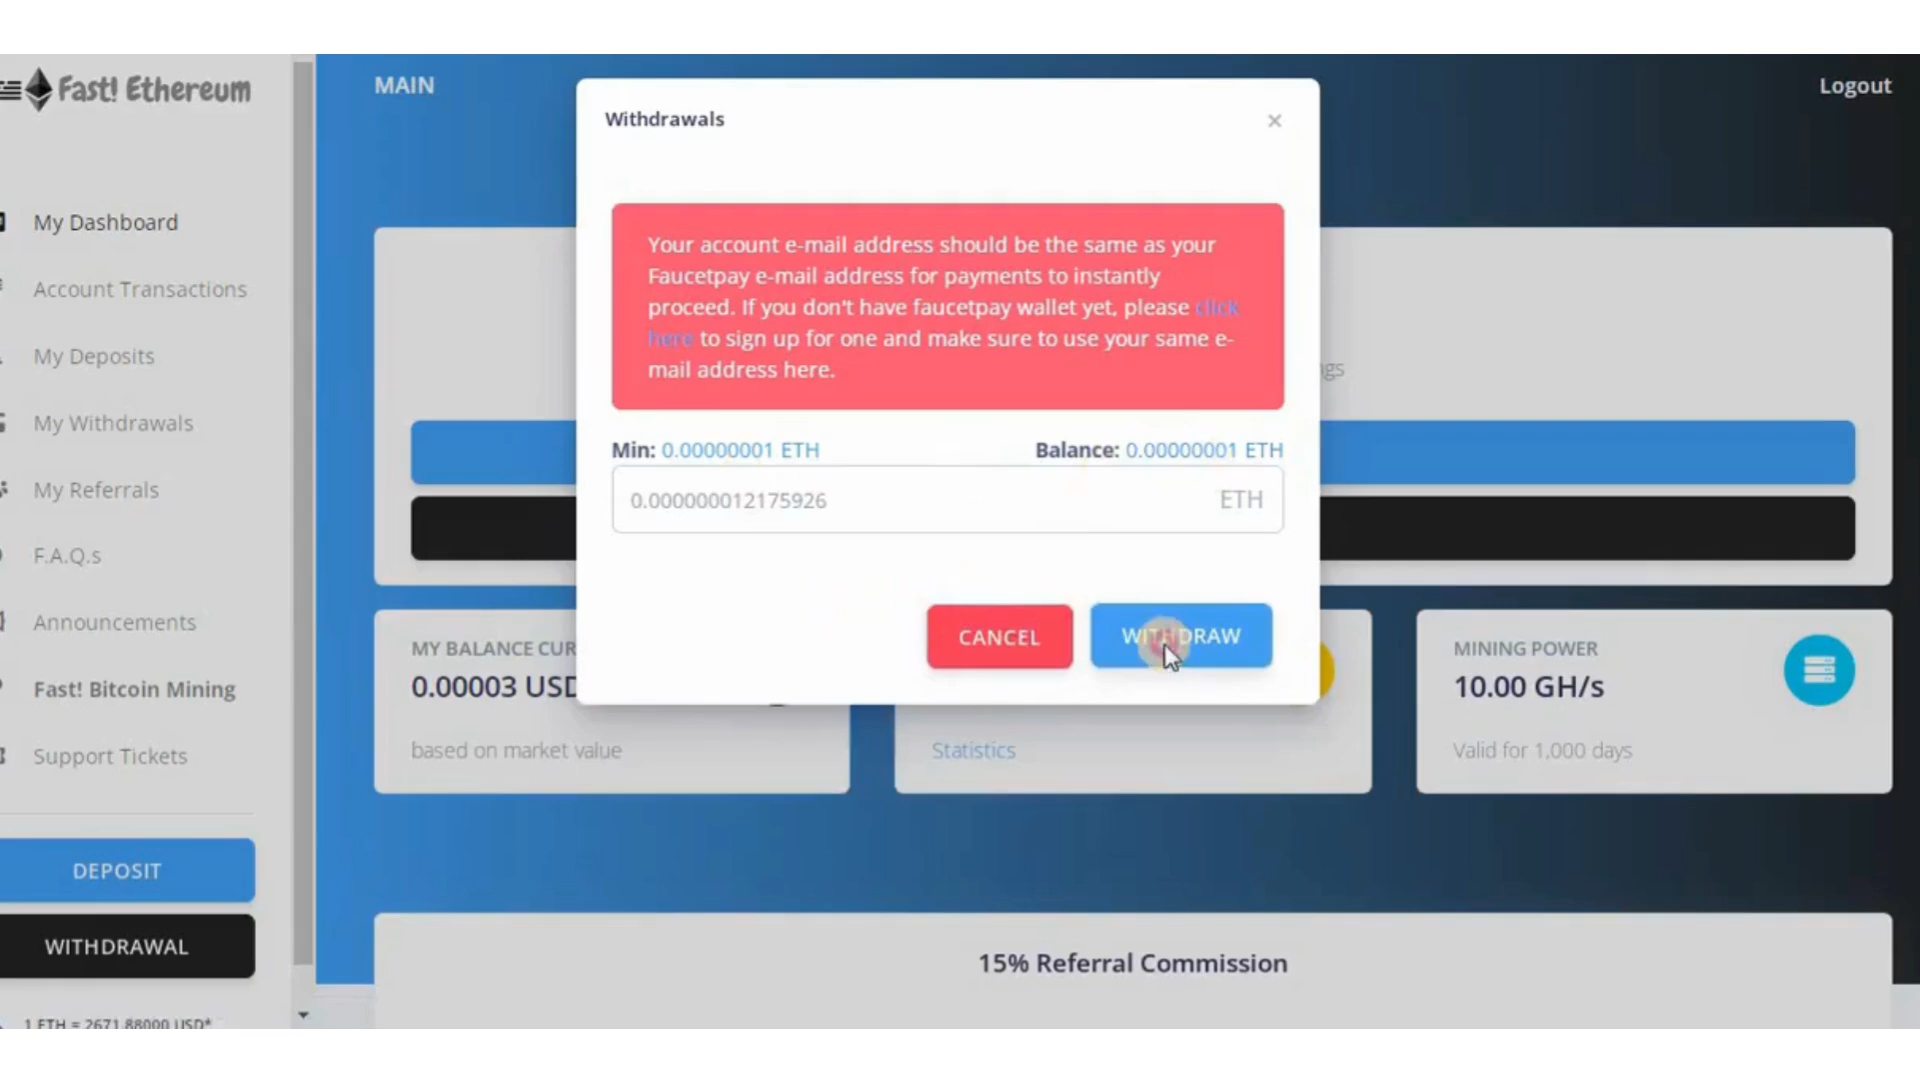 Fast! Ethereum
MAIN
Logout
Withdrawals
×
My Dashboard
Account Transactions
My Deposits
My Withdrawals
My Referrals
F.A.Q.s
Announcements
Fast! Bitcoin Mining
Support Tickets
DEPOSIT
WITHDRAWAL
1 ETH = 2671.88000 USD*
Your account e-mail address should be the same as your
Faucetpay e-mail address for payments to instantly
proceed. If you don't have faucetpay wallet yet, please click
here to sign up for one and make sure to use your same e-
mail address here.
Min: 0.00000001 ETH
Balance: 0.00000001 ETH
0.000000012175926
ETH
CANCEL
WITHDRAW
MY BALANCE CUR
0.00003 USD
based on market value
Statistics
MINING POWER
10.00 GH/s
Valid for 1,000 days
15% Referral Commission